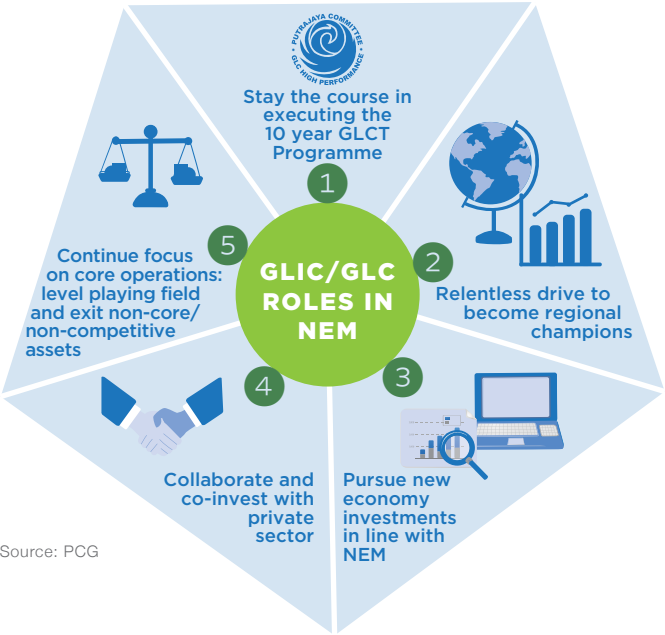 PUTRAJAYA COMMITTEE
GLC HIGH PERFORMANCE
Stay the course in
executing the
10 year GLCT
Programme
1
2
Relentless drive to
become regional
champions
3
Pursue new
economy
investments
in line with
NEM
4
Collaborate and
co-invest with
private
sector
5
Continue focus
on core operations:
level playing field
and exit non-core/
non-competitive
assets
GLIC/GLC
ROLES IN
NEM
Source: PCG